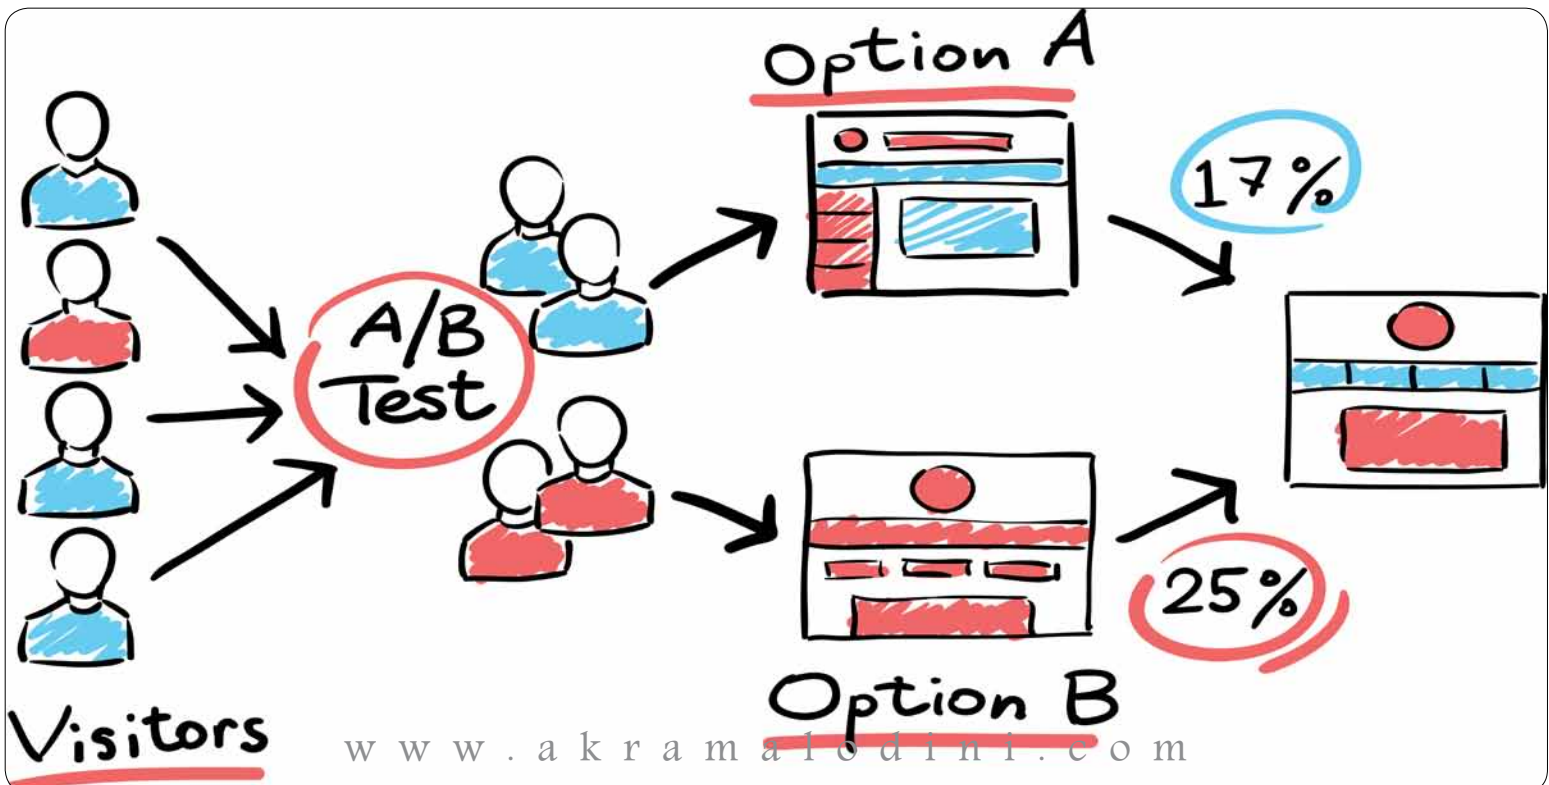 Option A
17%
A/B
Test
25%
Option B
Visitors
www.akramalodini.com